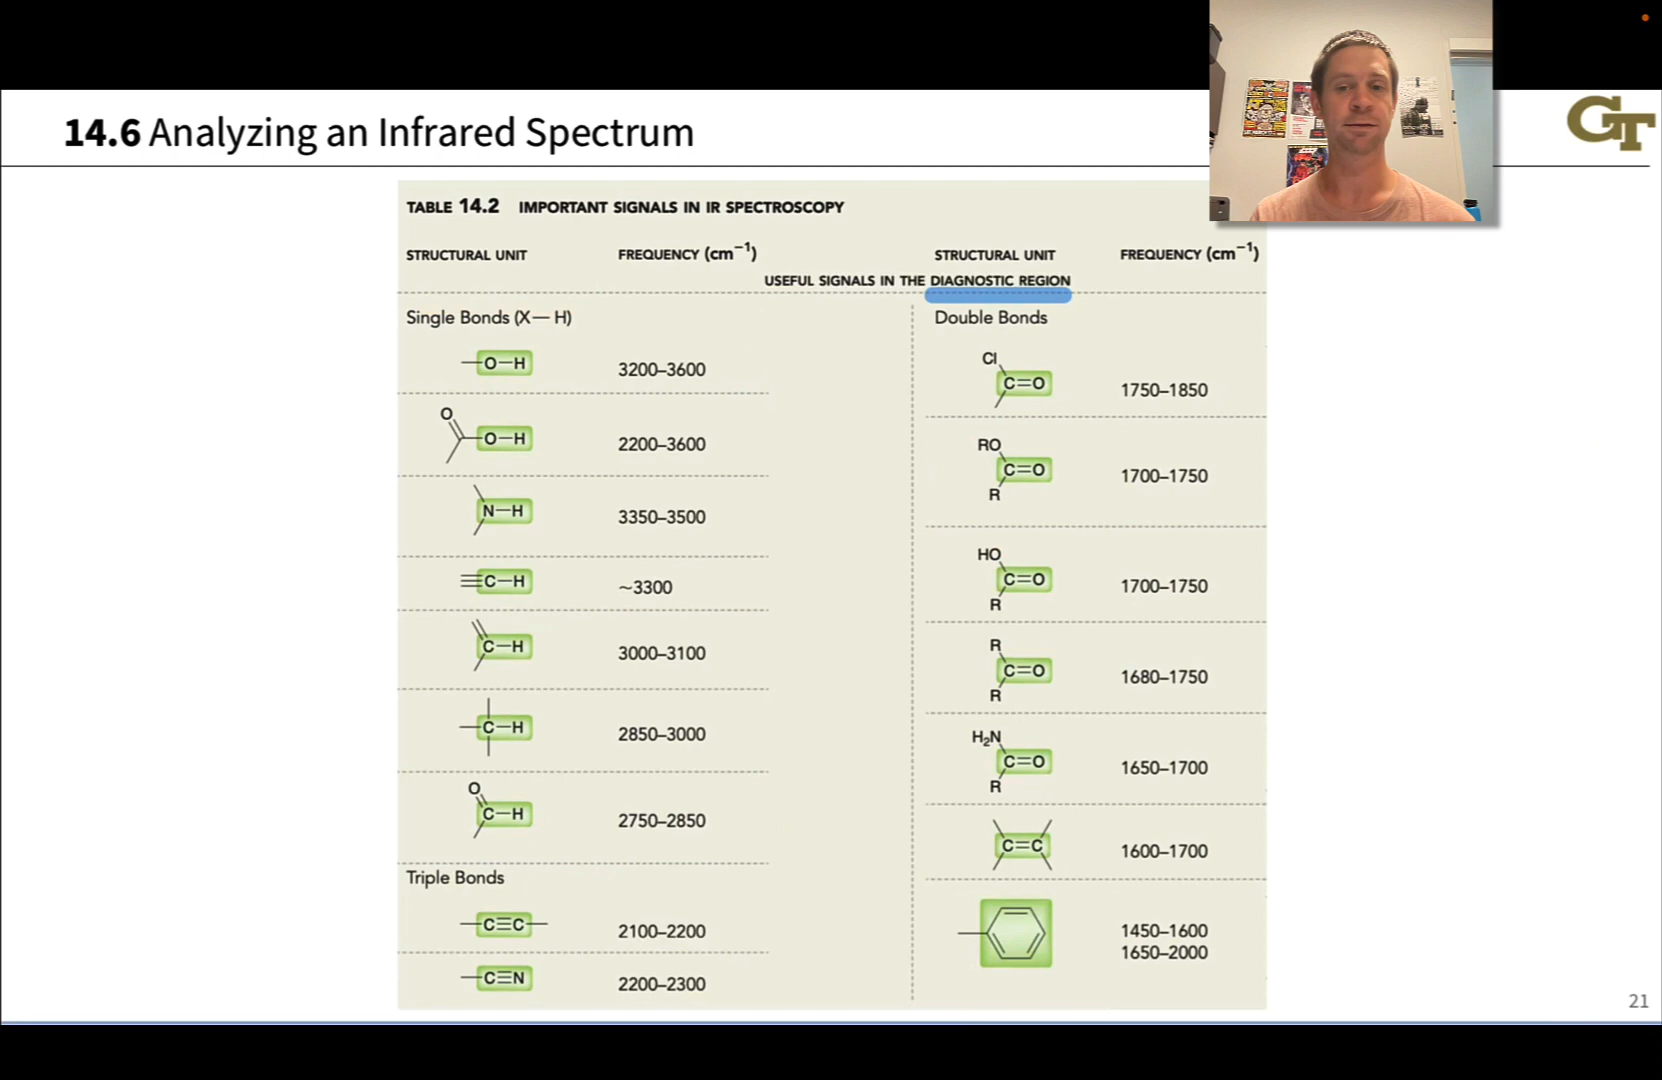 14.6 Analyzing an Infrared Spectrum
GT
TABLE 14.2 IMPORTANT SIGNALS IN IR SPECTROSCOPY
STRUCTURAL UNIT FREQUENCY (cm⁻¹) STRUCTURAL UNIT FREQUENCY (cm⁻¹)
USEFUL SIGNALS IN THE DIAGNOSTIC REGION
Single Bonds (X— H)
O—H 3200–3600
O
O—H 2200–3600
N—H 3350–3500
C—H ~3300
C—H 3000–3100
C—H 2850–3000
O
C—H 2750–2850
Triple Bonds
C≡C 2100–2200
C≡N 2200–2300
Double Bonds
Cl
C=O 1750–1850
RO
C=O 1700–1750
R
HO
C=O 1700–1750
R
R
C=O 1680–1750
R
H₂N
C=O 1650–1700
R
C=C 1600–1700
1450–1600
1650–2000
21